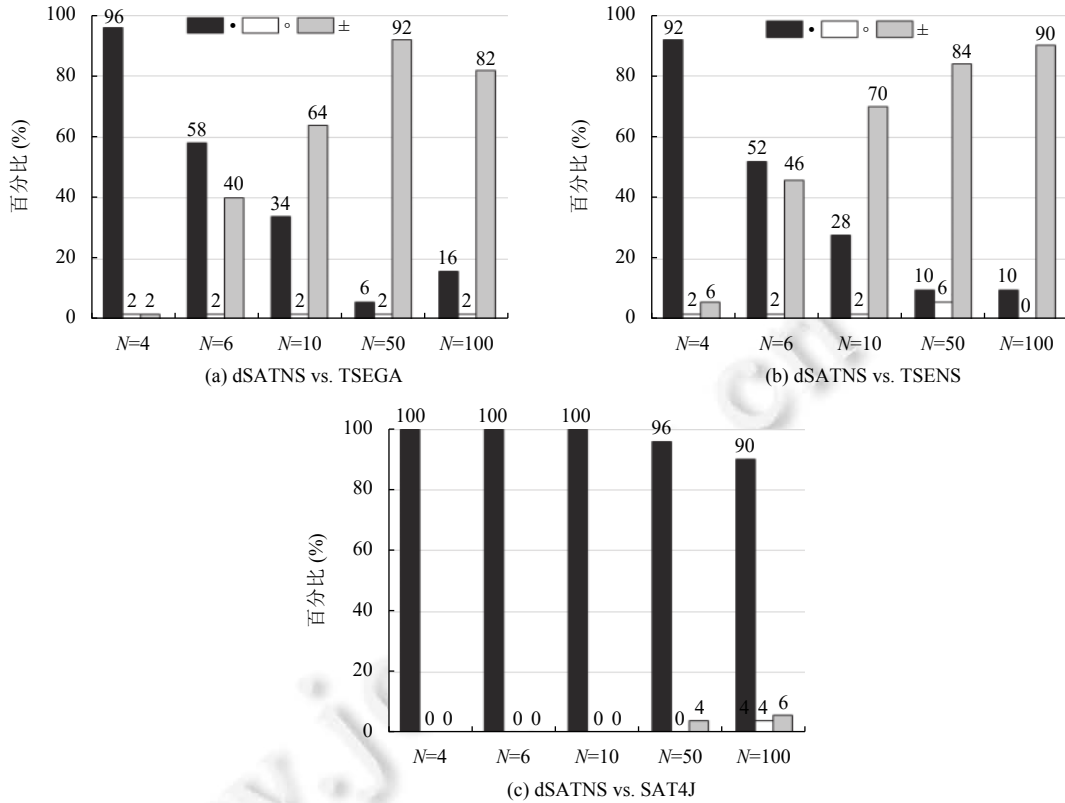 • ◦ ±
100
80
60
40
20
0
百分比 (%)
96 2 2
58 2 40
34 2 64
6 2 92
16 2 82
N=4 N=6 N=10 N=50 N=100
(a) dSATNS vs. TSEGA
• ◦ ±
100
80
60
40
20
0
百分比 (%)
92 2 6
52 2 46
28 2 70
10 6 84
10 0 90
N=4 N=6 N=10 N=50 N=100
(b) dSATNS vs. TSENS
100
80
60
40
20
0
百分比 (%)
100 0 0
100 0 0
100 0 0
96 0 4
90 4 4 6
N=4 N=6 N=10 N=50 N=100
(c) dSATNS vs. SAT4J